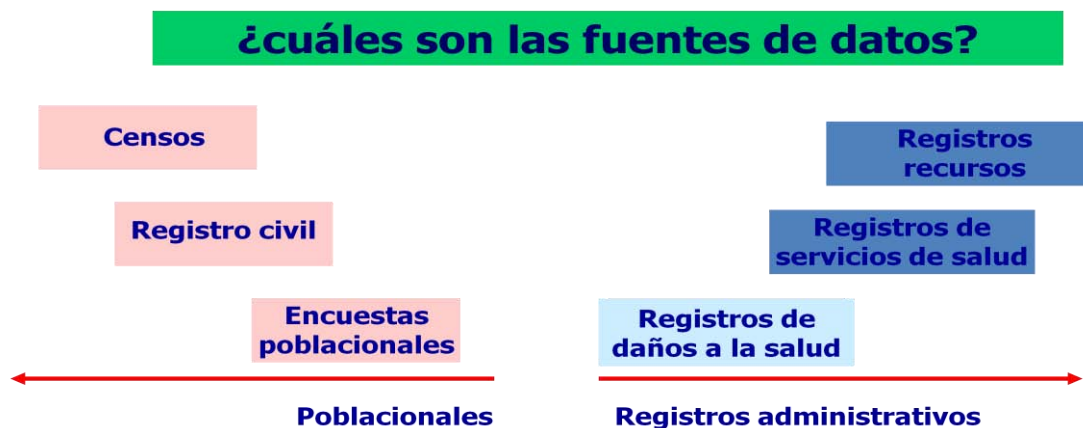 ¿cuáles son las fuentes de datos?
Censos
Registro civil
Encuestas
poblacionales
Registros
recursos
Registros de
servicios de salud
Registros de
daños a la salud
Poblacionales
Registros administrativos